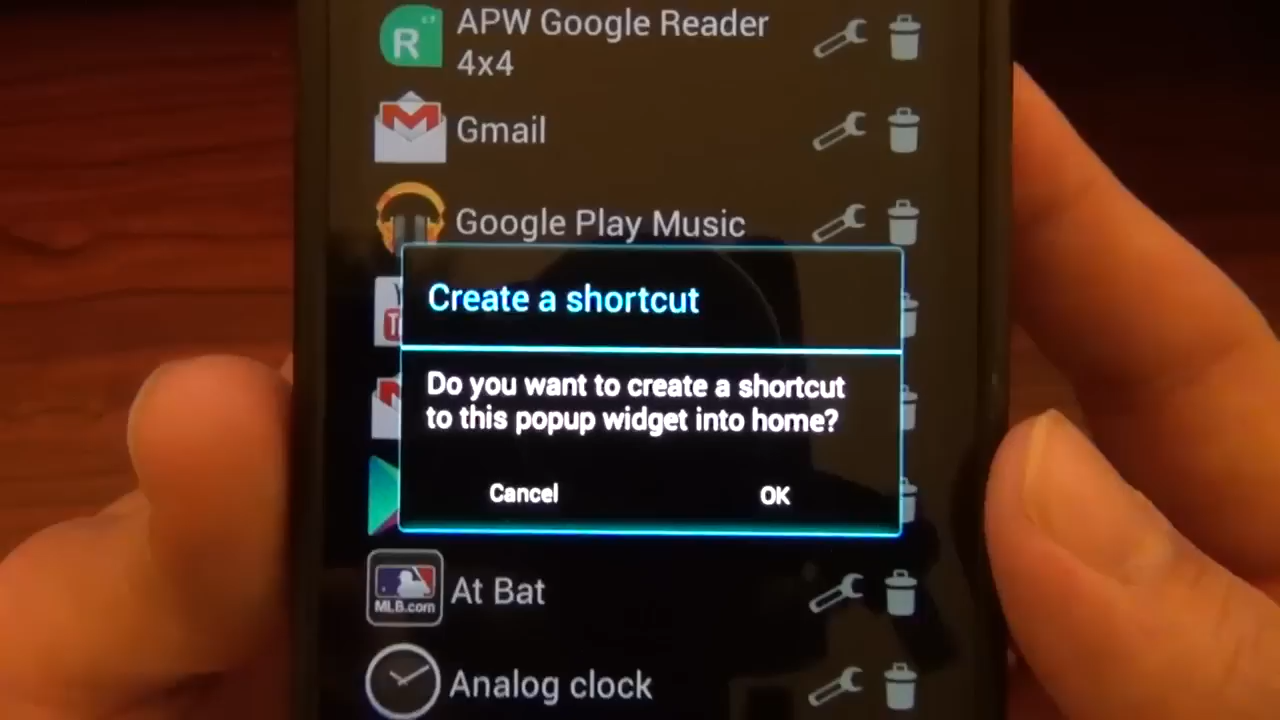 APW Google Reader
4x4
Gmail
Google Play Music
Create a shortcut
Do you want to create a shortcut
to this popup widget into home?
Cancel
OK
MLB.com
At Bat
Analog clock